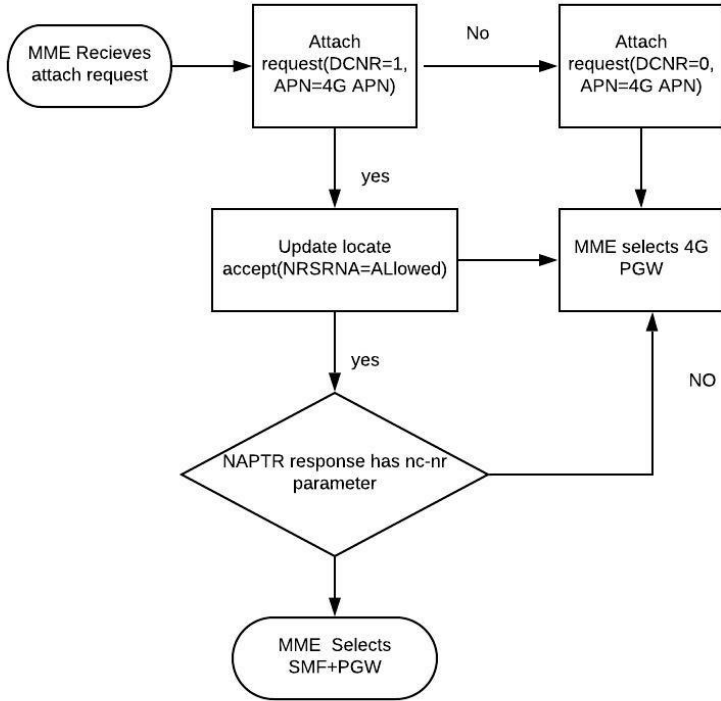 MME Recieves
attach request
Attach
request(DCNR=1,
APN=4G APN)
No
Attach
request(DCNR=0,
APN=4G APN)
yes
Update locate
accept(NRSRNA=ALlowed)
MME selects 4G
PGW
yes
NO
NAPTR response has nc-nr
parameter
MME Selects
SMF+PGW